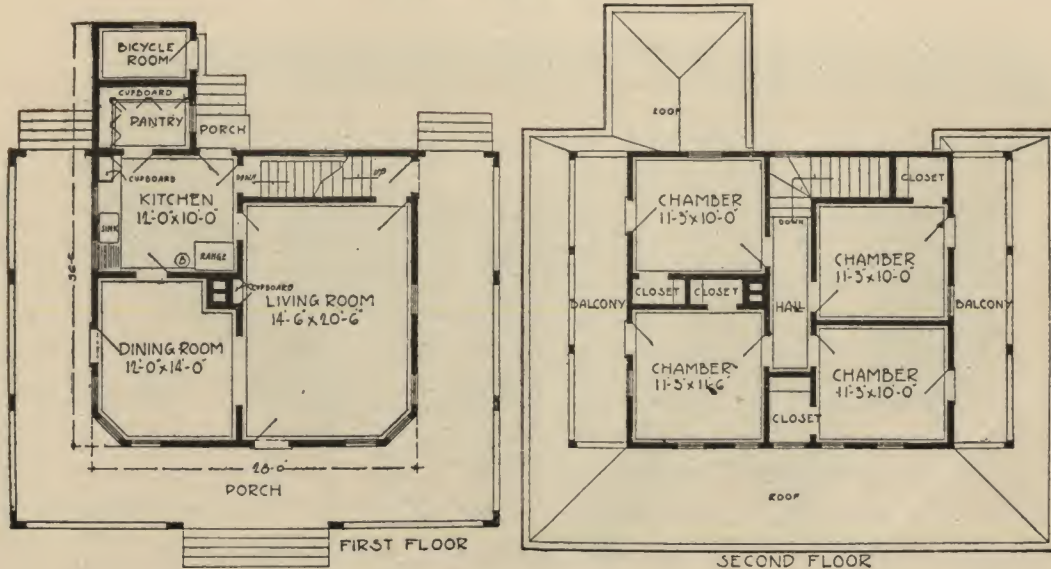 BICYCLE
ROOM
CUPBOARD
PANTRY
PORCH
CUPBOARD
DOWN
UP
KITCHEN
12'-0"x10'-0"
SINK
B
RANGE
CUPBOARD
LIVING ROOM
14'-6"x20'-6"
DINING ROOM
12'-0"x14'-0"
28'-0"
PORCH
FIRST FLOOR
ROOF
CHAMBER
11'-3"x10'-0"
CLOSET
DOWN
CHAMBER
11'-3"x10'-0"
BALCONY
CLOSET
CLOSET
HALL
BALCONY
CHAMBER
11'-3"x11'-6"
CHAMBER
11'-3"x10'-0"
CLOSET
ROOF
SECOND FLOOR